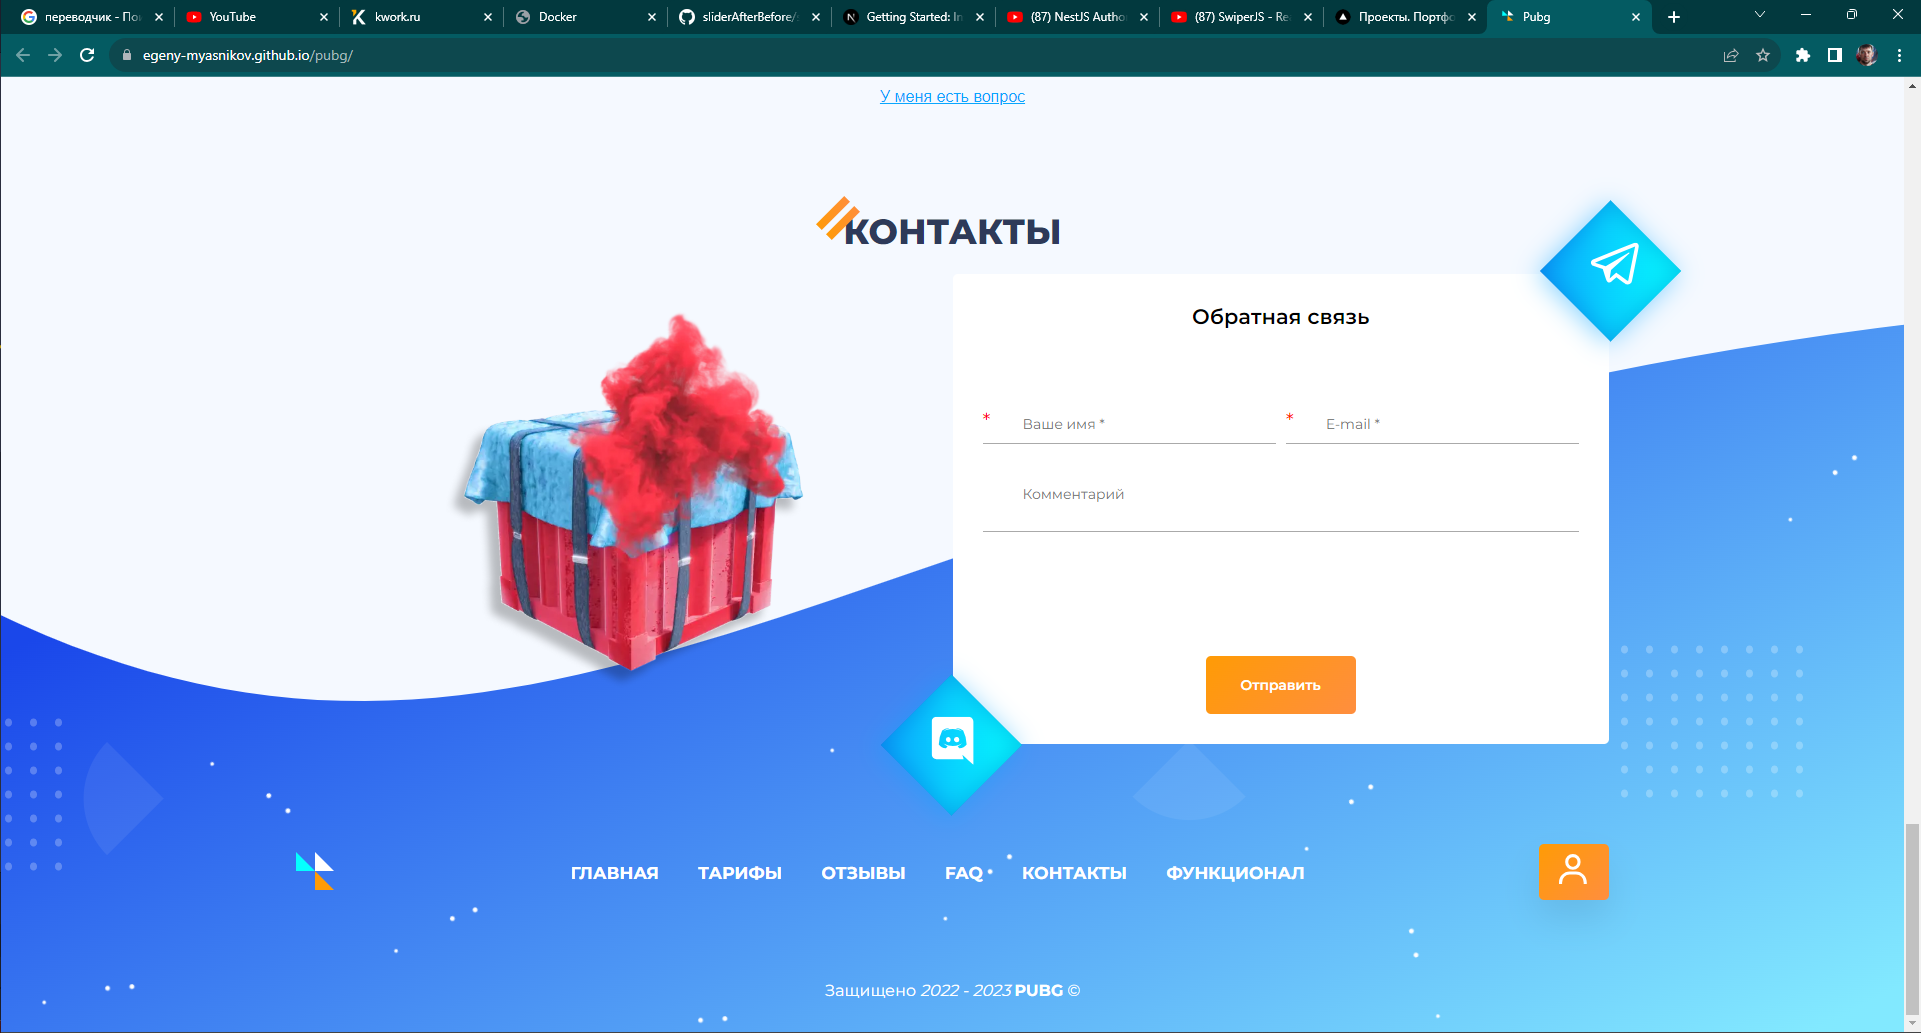 переводчик - По
YouTube
kwork.ru
Docker
sliderAfterBefore/
Getting Started: In
(87) NestJS Autho
(87) SwiperJS - Re
Проекты. Портфо
Pubg
egeny-myasnikov.github.io/pubg/
У меня есть вопрос
КОНТАКТЫ
Обратная связь
* Ваше имя * * E-mail *
Комментарий
Отправить
ГЛАВНАЯ ТАРИФЫ ОТЗЫВЫ FAQ КОНТАКТЫ ФУНКЦИОНАЛ
Защищено 2022 - 2023 PUBG ©